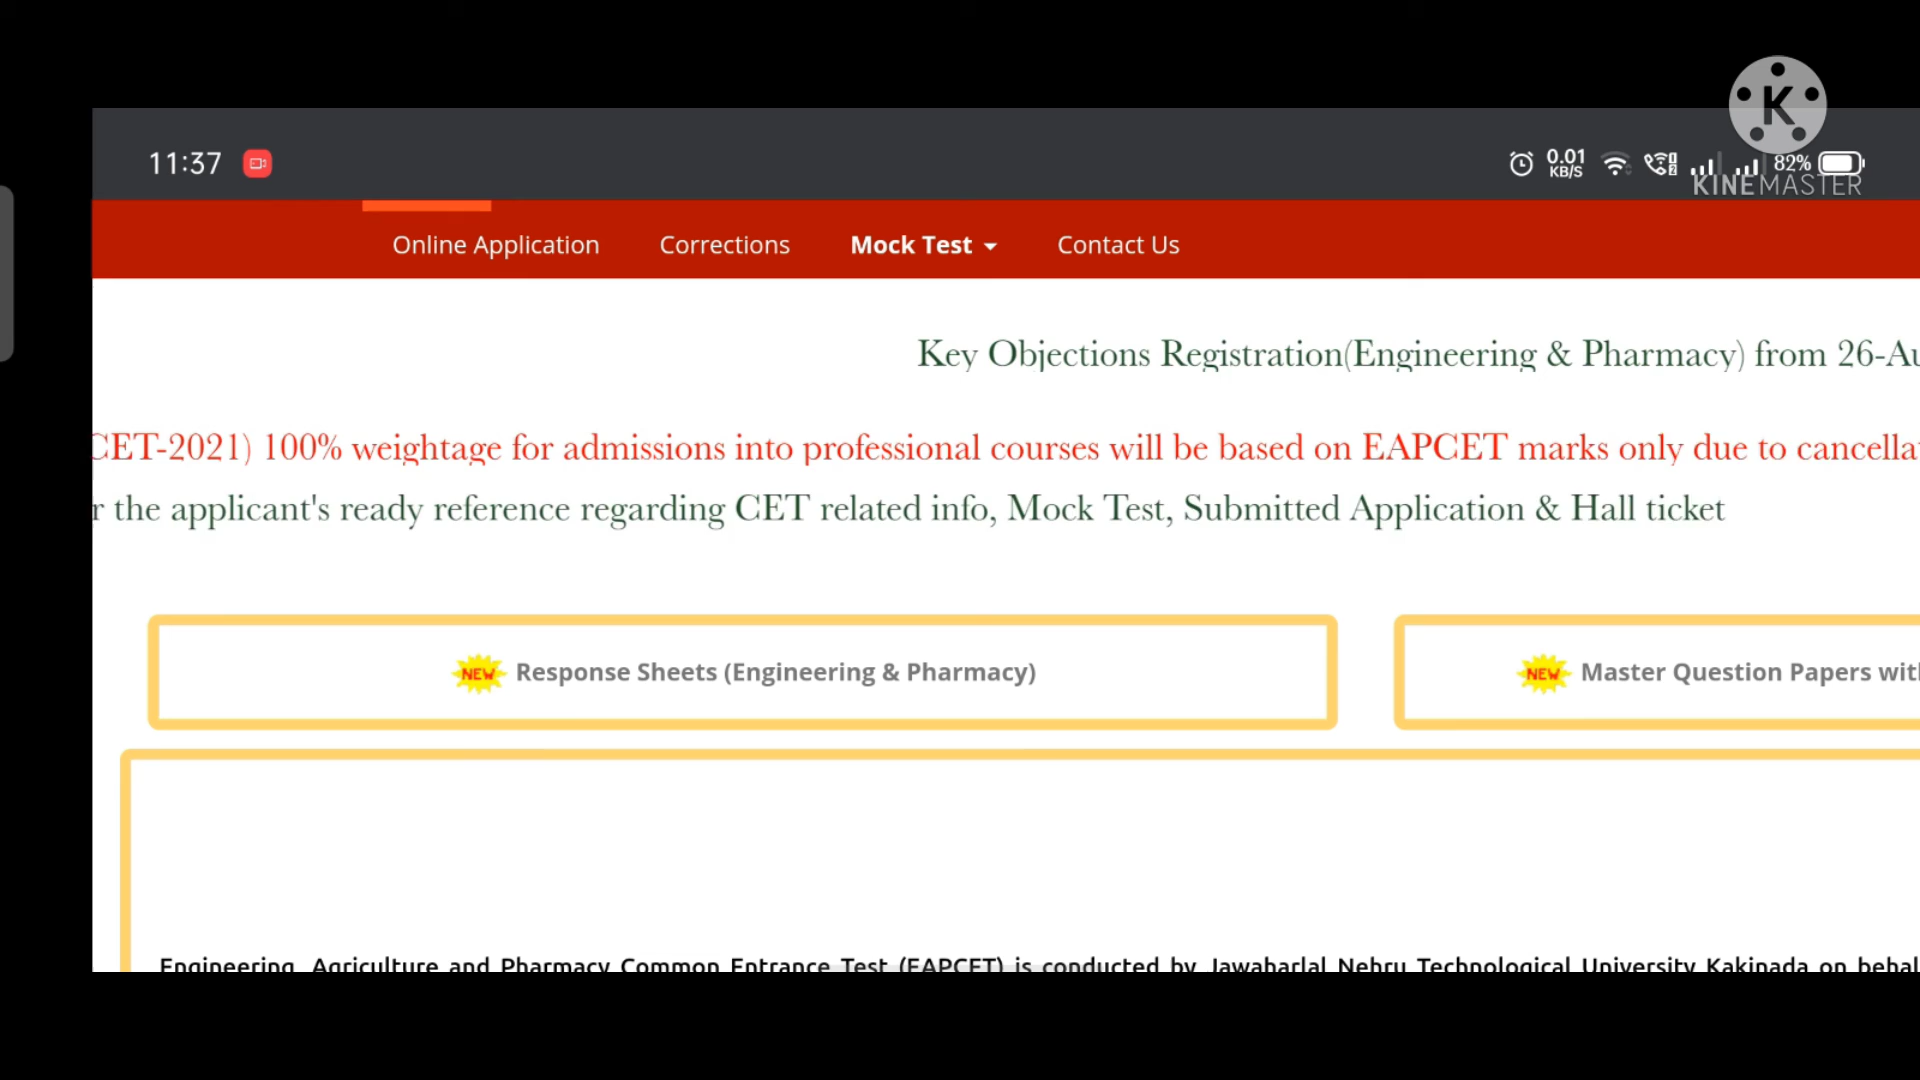 11:37
0.01 KB/S
82%
K
KINEMASTER
Online Application Corrections Mock Test Contact Us
Key Objections Registration(Engineering & Pharmacy) from 26-Au
CET-2021) 100% weightage for admissions into professional courses will be based on EAPCET marks only due to cancella
r the applicant's ready reference regarding CET related info, Mock Test, Submitted Application & Hall ticket
NEW Response Sheets (Engineering & Pharmacy)
NEW Master Question Papers wit
Engineering, Agriculture and Pharmacy Common Entrance Test (EAPCET) is conducted by Jawaharlal Nehru Technological University Kakinada on behal